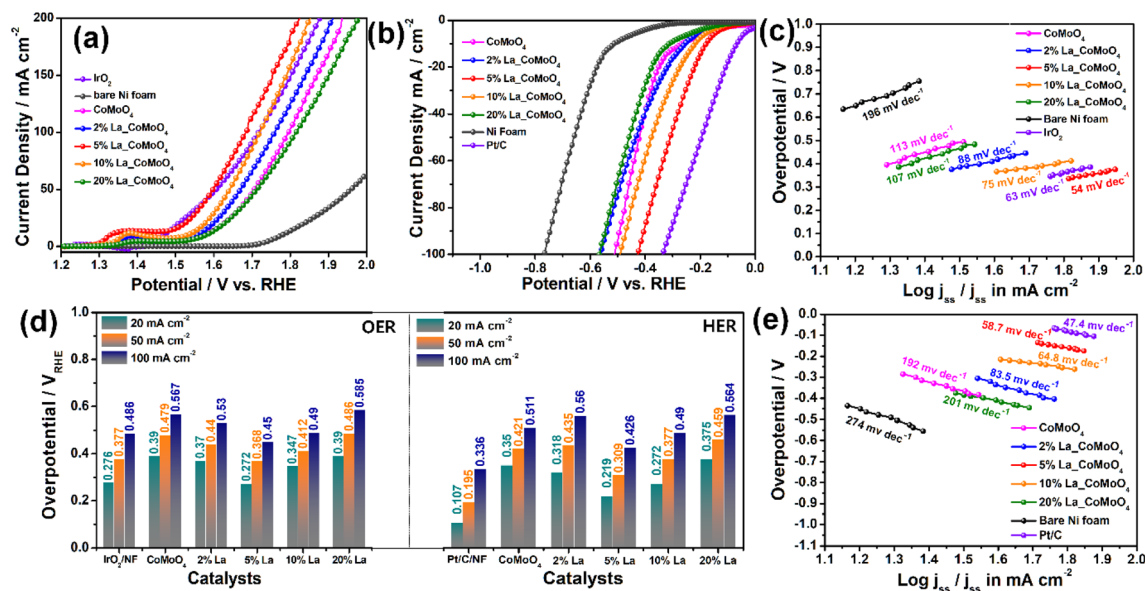 (a)
Current Density / mA cm⁻²
200
150
100
50
0
IrO₂
bare Ni foam
CoMoO₄
2% La_CoMoO₄
5% La_CoMoO₄
10% La_CoMoO₄
20% La_CoMoO₄
1.2 1.3 1.4 1.5 1.6 1.7 1.8 1.9 2.0
Potential / V vs. RHE
(b)
Current Density / mA cm⁻²
0
-20
-40
-60
-80
-100
CoMoO₄
2% La_CoMoO₄
5% La_CoMoO₄
10% La_CoMoO₄
20% La_CoMoO₄
Ni Foam
Pt/C
-1.0 -0.8 -0.6 -0.4 -0.2 0.0
Potential / V vs. RHE
(c)
Overpotential / V
1.0
0.9
0.8
0.7
0.6
0.5
0.4
0.3
0.2
0.1
0.0
CoMoO₄
2% La_CoMoO₄
5% La_CoMoO₄
10% La_CoMoO₄
20% La_CoMoO₄
Bare Ni foam
IrO₂
196 mV dec⁻¹
113 mV dec⁻¹
107 mV dec⁻¹
88 mV dec⁻¹
75 mV dec⁻¹
63 mV dec⁻¹
54 mV dec⁻¹
1.1 1.2 1.3 1.4 1.5 1.6 1.7 1.8 1.9 2.0
Log jss / jss in mA cm⁻²
(d)
Overpotential / V RHE
1.0
0.8
0.6
0.4
0.2
0.0
20 mA cm⁻²
50 mA cm⁻²
100 mA cm⁻²
OER
0.276 0.377 0.486
0.39 0.479 0.567
0.37 0.44 0.53
0.272 0.368 0.45
0.347 0.412 0.49
0.39 0.486 0.585
IrO₂/NF CoMoO₄ 2% La 5% La 10% La 20% La
Catalysts
20 mA cm⁻²
50 mA cm⁻²
100 mA cm⁻²
HER
0.107 0.195 0.336
0.35 0.421 0.511
0.318 0.435 0.56
0.219 0.309 0.426
0.272 0.377 0.49
0.375 0.459 0.564
Pt/C/NF CoMoO₄ 2% La 5% La 10% La 20% La
Catalysts
(e)
Overpotential / V
0.0
-0.1
-0.2
-0.3
-0.4
-0.5
-0.6
-0.7
-0.8
-0.9
-1.0
-1.1
47.4 mv dec⁻¹
58.7 mv dec⁻¹
64.8 mv dec⁻¹
192 mv dec⁻¹
83.5 mv dec⁻¹
201 mv dec⁻¹
274 mv dec⁻¹
CoMoO₄
2% La_CoMoO₄
5% La_CoMoO₄
10% La_CoMoO₄
20% La_CoMoO₄
Bare Ni foam
Pt/C
1.1 1.2 1.3 1.4 1.5 1.6 1.7 1.8 1.9 2.0
Log jss / jss in mA cm⁻²